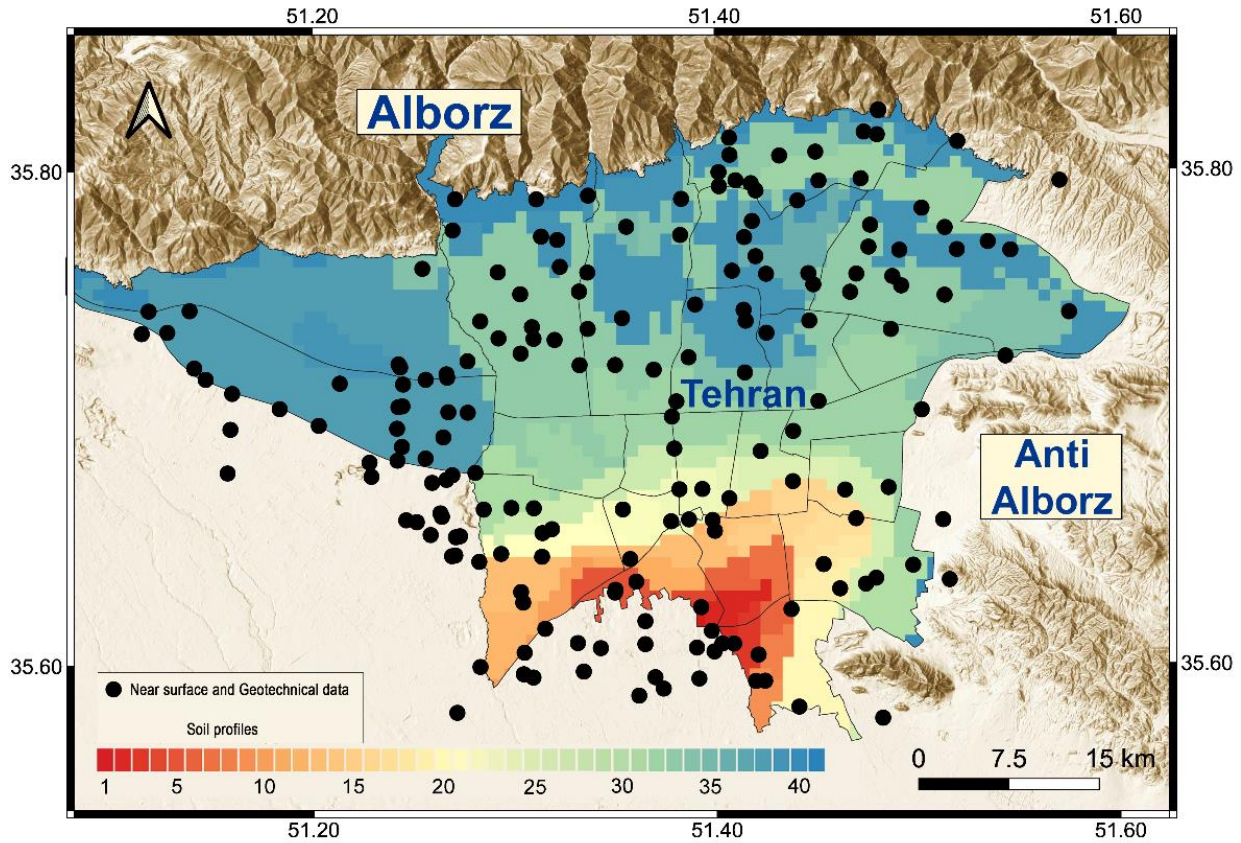 51.20 51.40 51.60
Alborz
35.80 35.80
Tehran
Anti
Alborz
35.60 35.60
Near surface and Geotechnical data
Soil profiles
1 5 10 15 20 25 30 35 40
0 7.5 15 km
51.20 51.40 51.60